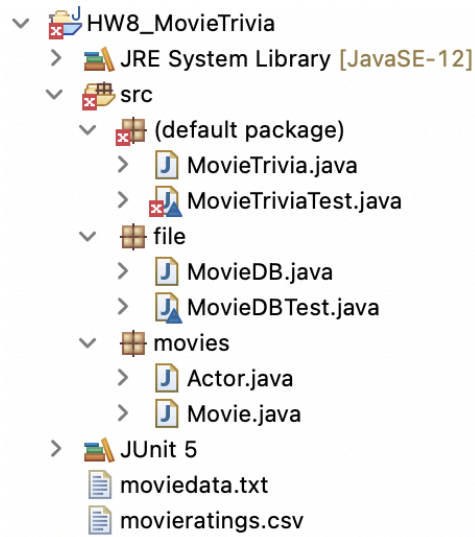 HW8_MovieTrivia
JRE System Library [JavaSE-12]
src
(default package)
MovieTrivia.java
MovieTriviaTest.java
file
MovieDB.java
MovieDBTest.java
movies
Actor.java
Movie.java
JUnit 5
moviedata.txt
movieratings.csv